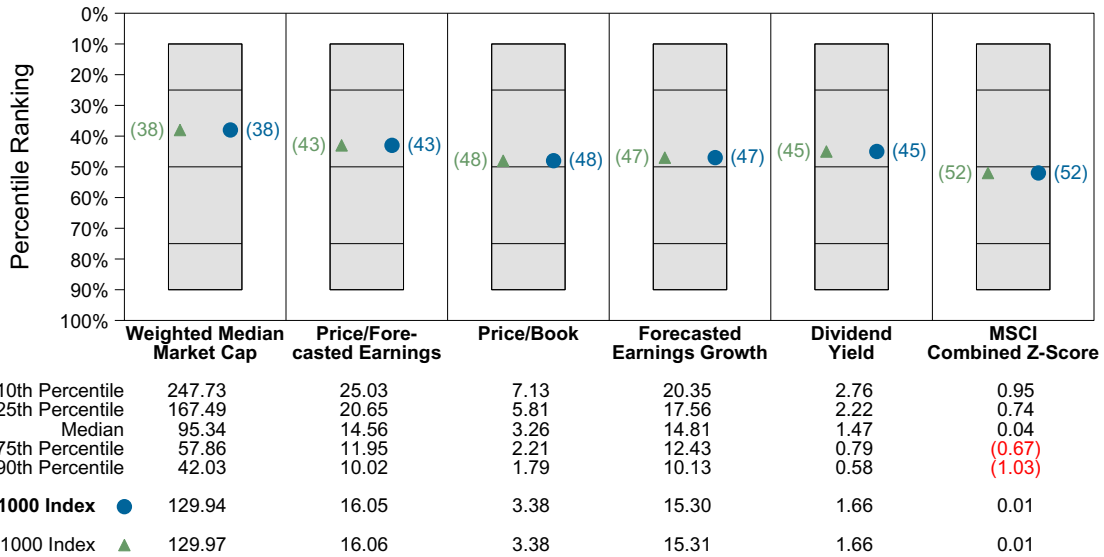 0%
10%
20%
30%
40%
50%
60%
70%
80%
90%
100%
Percentile Ranking
(38) (38)
(43) (43)
(48) (48)
(47) (47)
(45) (45)
(52) (52)
Weighted Median
Market Cap
Price/Fore-
casted Earnings
Price/Book
Forecasted
Earnings Growth
Dividend
Yield
MSCI
Combined Z-Score
10th Percentile 247.73 25.03 7.13 20.35 2.76 0.95
25th Percentile 167.49 20.65 5.81 17.56 2.22 0.74
Median 95.34 14.56 3.26 14.81 1.47 0.04
75th Percentile 57.86 11.95 2.21 12.43 0.79 (0.67)
90th Percentile 42.03 10.02 1.79 10.13 0.58 (1.03)
1000 Index 129.94 16.05 3.38 15.30 1.66 0.01
1000 Index 129.97 16.06 3.38 15.31 1.66 0.01